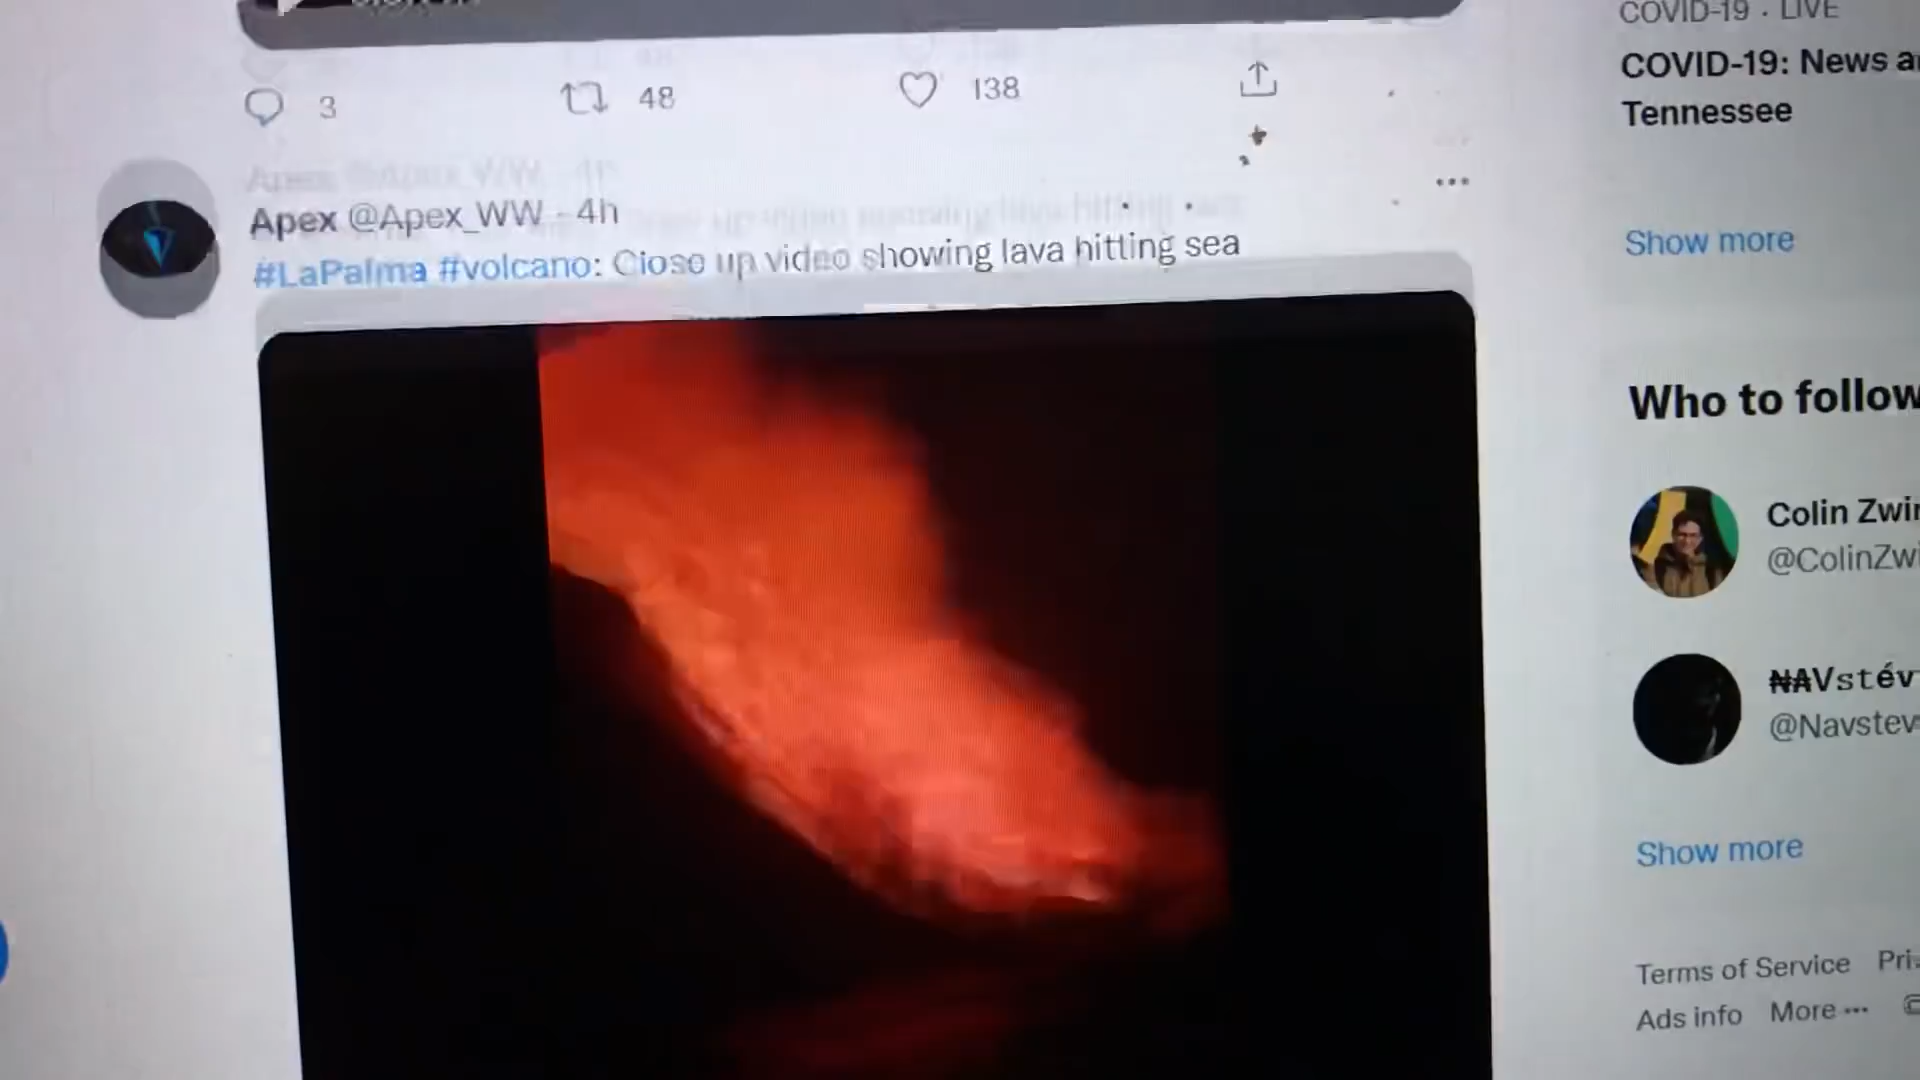 3 48 138
Apex @Apex_WW · 4h
#LaPalma #volcano: Close up video showing lava hitting sea
COVID-19 · LIVE
COVID-19: News a
Tennessee
Show more
Who to follow
Colin Zwi
@ColinZwi
₦₳Vstév
@Navstev
Show more
Terms of Service Pri
Ads info More ···